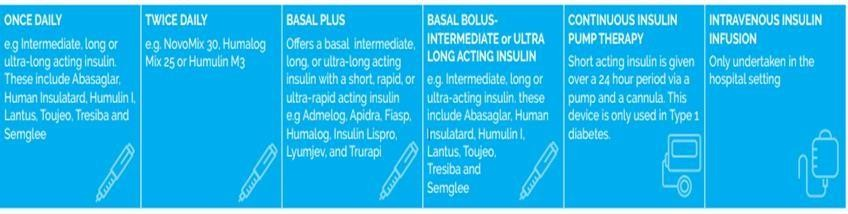 ONCE DAILY
e.g Intermediate, long or
ultra-long acting insulin.
These include Abasaglar,
Human Insulatard, Humulin I,
Lantus, Toujeo, Tresiba and
Semglee
TWICE DAILY
e.g. NovoMix 30, Humalog
Mix 25 or Humulin M3
BASAL PLUS
Offers a basal intermediate,
long, or ultra-long acting
insulin with a short, rapid, or
ultra-rapid acting insulin
e.g Admelog, Apidra, Fiasp,
Humalog, Insulin Lispro,
Lyumjev, and Trurapi
BASAL BOLUS-
INTERMEDIATE or ULTRA
LONG ACTING INSULIN
e.g. Intermediate, long or
ultra-acting insulin. these
include Abasaglar, Human
Insulatard, Humulin I,
Lantus, Toujeo,
Tresiba and
Semglee
CONTINUOUS INSULIN
PUMP THERAPY
Short acting insulin is given
over a 24 hour period via a
pump and a cannula. This
device is only used in Type 1
diabetes.
INTRAVENOUS INSULIN
INFUSION
Only undertaken in the
hospital setting